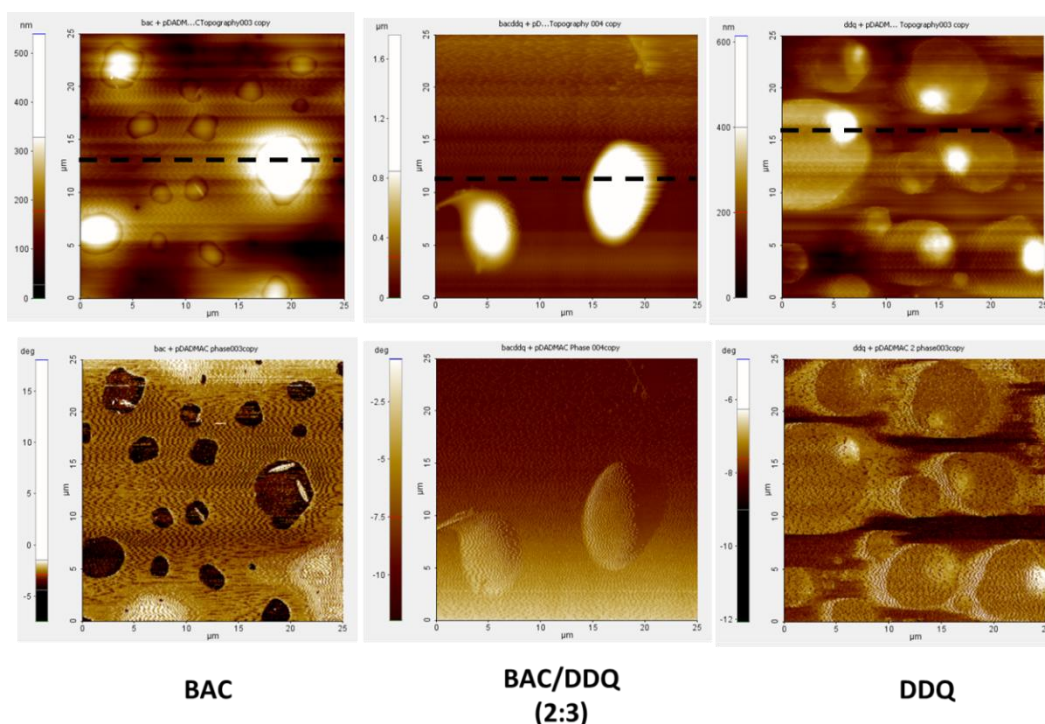 bac + pDADM...CTopography003 copy
nm
500
400
300
200
100
0
25
20
15
10
5
0
µm
0 5 10 15 20 25
µm
bacddq + pD...Topography 004 copy
µm
1.6
1.2
0.8
0.4
0
25
20
15
10
5
0
µm
0 5 10 15 20 25
µm
ddq + pDADM... Topography003 copy
nm
600
400
200
0
25
20
15
10
5
0
µm
0 5 10 15 20 25
µm
bac + pDADMAC phase003copy
deg
15
10
5
0
-5
25
20
15
10
5
0
µm
0 5 10 15 20 25
µm
bacddq + pDADMAC Phase 004copy
deg
-2.5
-5
-7.5
-10
25
20
15
10
5
0
µm
0 5 10 15 20 25
µm
ddq + pDADMAC 2 phase003copy
deg
-6
-8
-10
-12
25
20
15
10
5
0
µm
0 5 10 15 20 25
µm
BAC
BAC/DDQ
(2:3)
DDQ